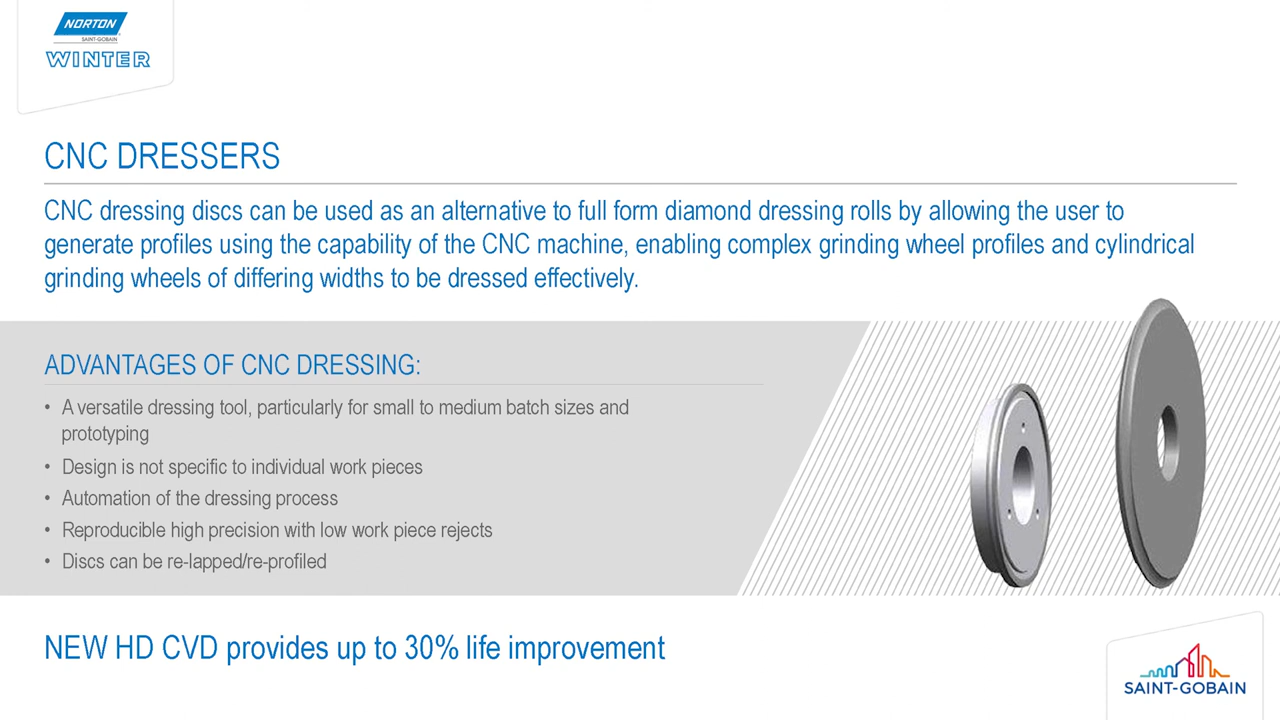 NORTON
SAINT-GOBAIN
WINTER
CNC DRESSERS
CNC dressing discs can be used as an alternative to full form diamond dressing rolls by allowing the user to
generate profiles using the capability of the CNC machine, enabling complex grinding wheel profiles and cylindrical
grinding wheels of differing widths to be dressed effectively.
ADVANTAGES OF CNC DRESSING:
• A versatile dressing tool, particularly for small to medium batch sizes and
prototyping
• Design is not specific to individual work pieces
• Automation of the dressing process
• Reproducible high precision with low work piece rejects
• Discs can be re-lapped/re-profiled
NEW HD CVD provides up to 30% life improvement
SAINT-GOBAIN